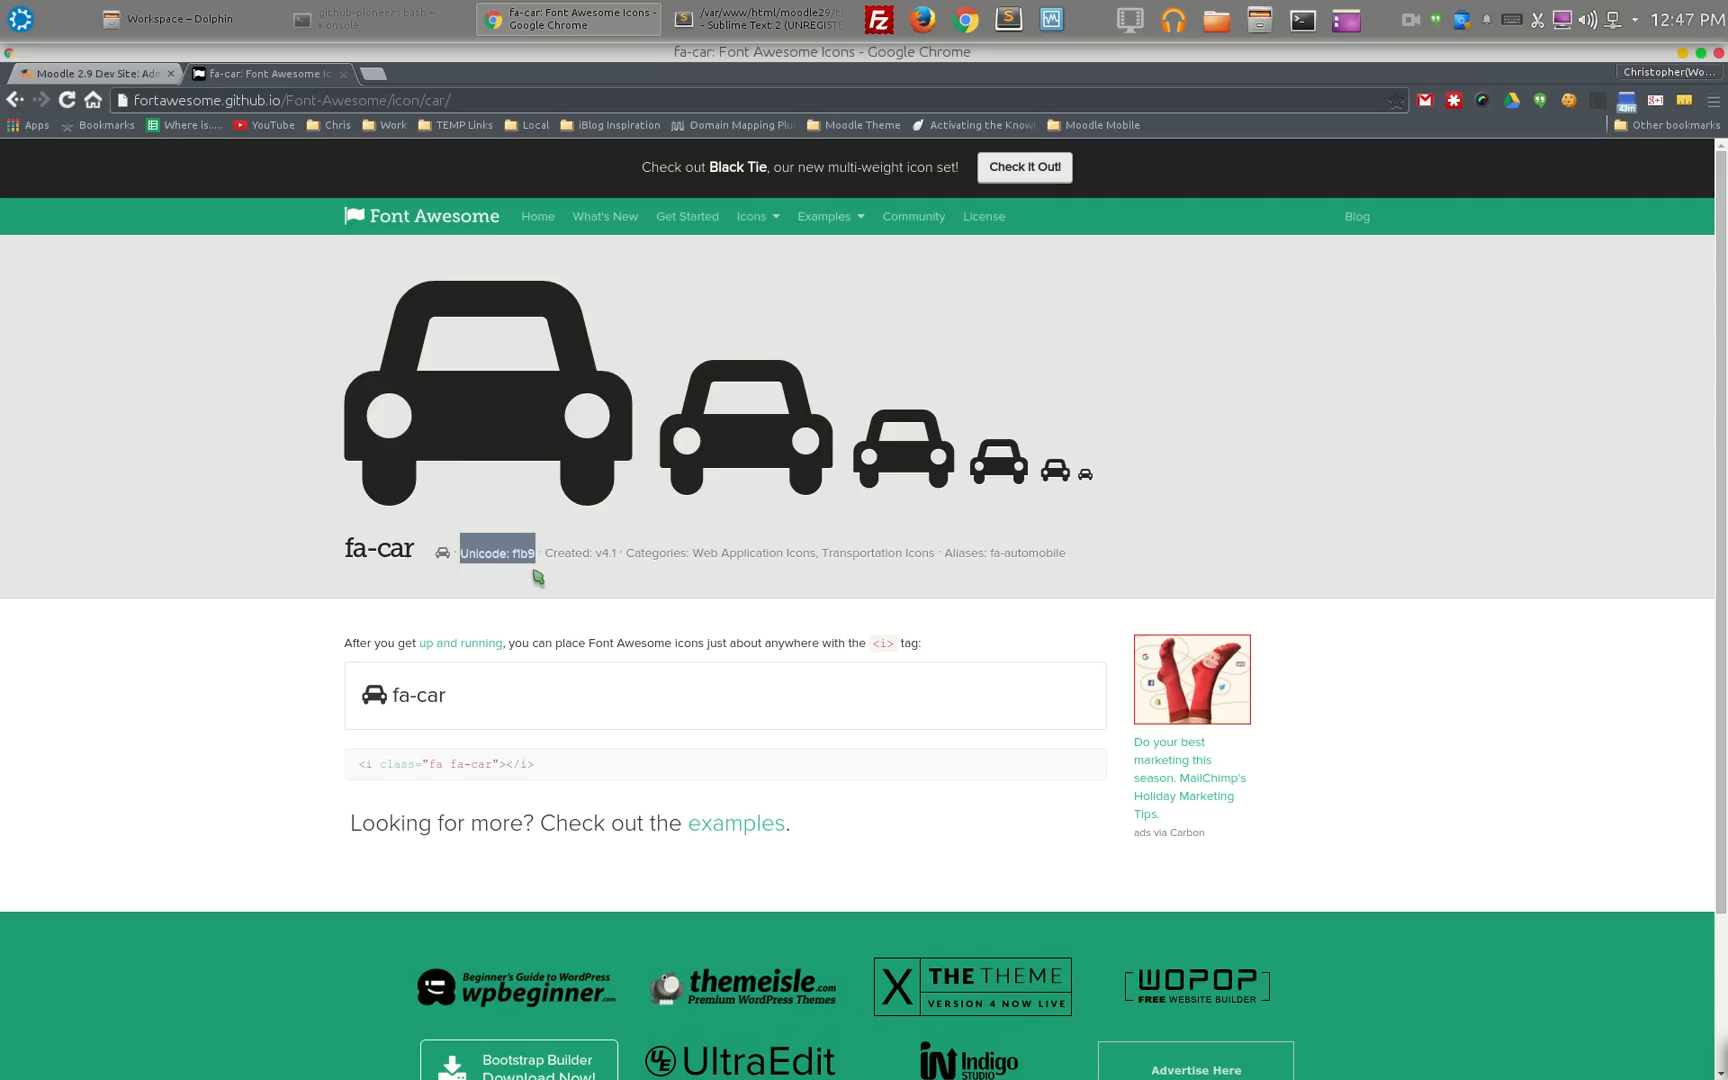 Workspace – Dolphin
github-pioneer : bash –
Konsole
fa-car: Font Awesome Icons -
Google Chrome
/var/www/html/moodle29/t
- Sublime Text 2 (UNREGIST
12:47 PM
fa-car: Font Awesome Icons - Google Chrome
Moodle 2.9 Dev Site: Adm
fa-car: Font Awesome Ic
Christopher(Wo...
fortawesome.github.io/Font-Awesome/icon/car/
Apps
Bookmarks
Where is.....
YouTube
Chris
Work
TEMP Links
Local
iBlog Inspiration
Domain Mapping Plu
Moodle Theme
Activating the Know
Moodle Mobile
Other bookmarks
Check out Black Tie, our new multi-weight icon set!
Check It Out!
Font Awesome
Home
What's New
Get Started
Icons
Examples
Community
License
Blog
fa-car
· Unicode: f1b9 · Created: v4.1 · Categories: Web Application Icons, Transportation Icons · Aliases: fa-automobile
After you get up and running, you can place Font Awesome icons just about anywhere with the <i> tag:
fa-car
<i class="fa fa-car"></i>
Looking for more? Check out the examples.
Do your best
marketing this
season. MailChimp's
Holiday Marketing
Tips.
ads via Carbon
Beginner's Guide to WordPress
wpbeginner.com
themeisle.com
Premium WordPress Themes
X THE THEME
VERSION 4 NOW LIVE
WOPOP
FREE WEBSITE BUILDER
Bootstrap Builder
Download Now!
UE UltraEdit
in Indigo
STUDIO
Advertise Here